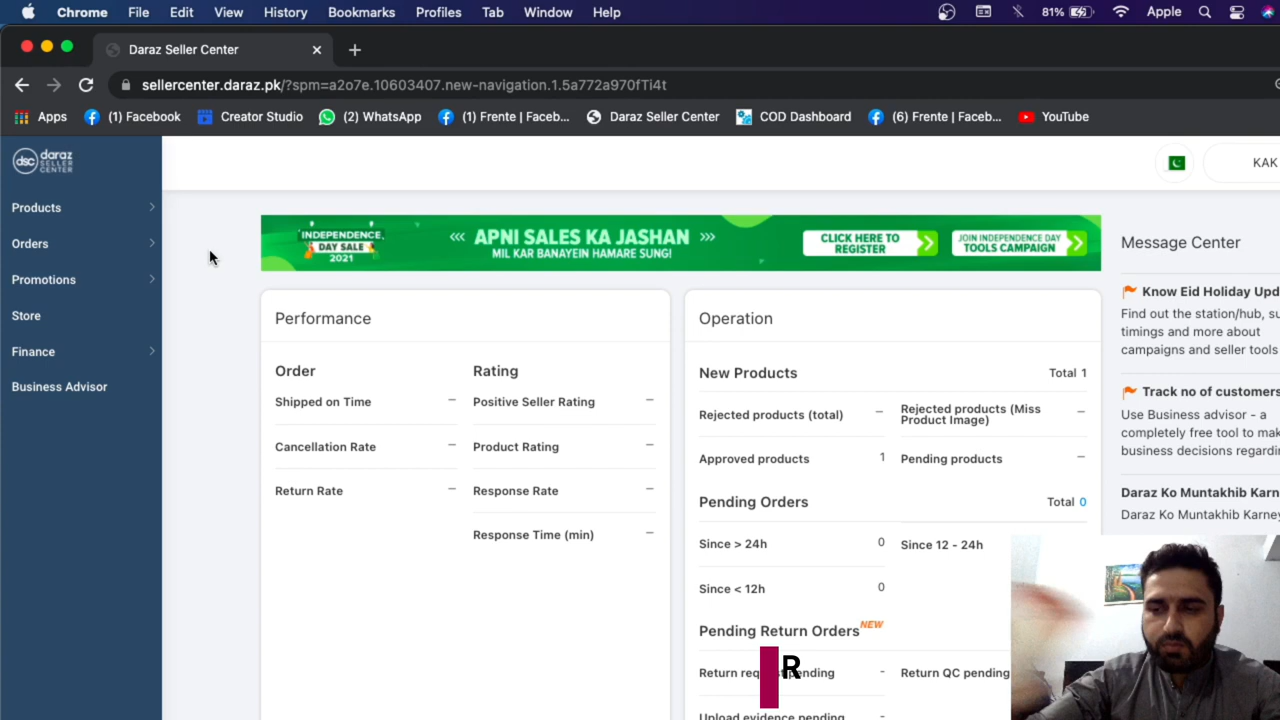 Chrome File Edit View History Bookmarks Profiles Tab Window Help 81% Apple
Daraz Seller Center
sellercenter.daraz.pk/?spm=a2o7e.10603407.new-navigation.1.5a772a970fTi4t
Apps (1) Facebook Creator Studio (2) WhatsApp (1) Frente | Faceb... Daraz Seller Center COD Dashboard (6) Frente | Faceb... YouTube
dsc daraz
SELLER
CENTER
KAK
Products
Orders
Promotions
Store
Finance
Business Advisor
INDEPENDENCE
DAY SALE
2021
APNI SALES KA JASHAN
MIL KAR BANAYEIN HAMARE SUNG!
CLICK HERE TO
REGISTER
JOIN INDEPENDENCE DAY
TOOLS CAMPAIGN
Performance
Order
Shipped on Time –
Cancellation Rate –
Return Rate –
Rating
Positive Seller Rating –
Product Rating –
Response Rate –
Response Time (min) –
Operation
New Products Total 1
Rejected products (total) –
Rejected products (Miss
Product Image) –
Approved products 1
Pending products –
Pending Orders Total 0
Since > 24h 0
Since 12 - 24h
Since < 12h 0
Pending Return Orders NEW
Return pending -
Return QC pending
Upload evidence pending -
R
Message Center
Know Eid Holiday Upd
Find out the station/hub, su
timings and more about
campaigns and seller tools
Track no of customers
Use Business advisor - a
completely free tool to mak
business decisions regardi
Daraz Ko Muntakhib Karn
Daraz Ko Muntakhib Karney